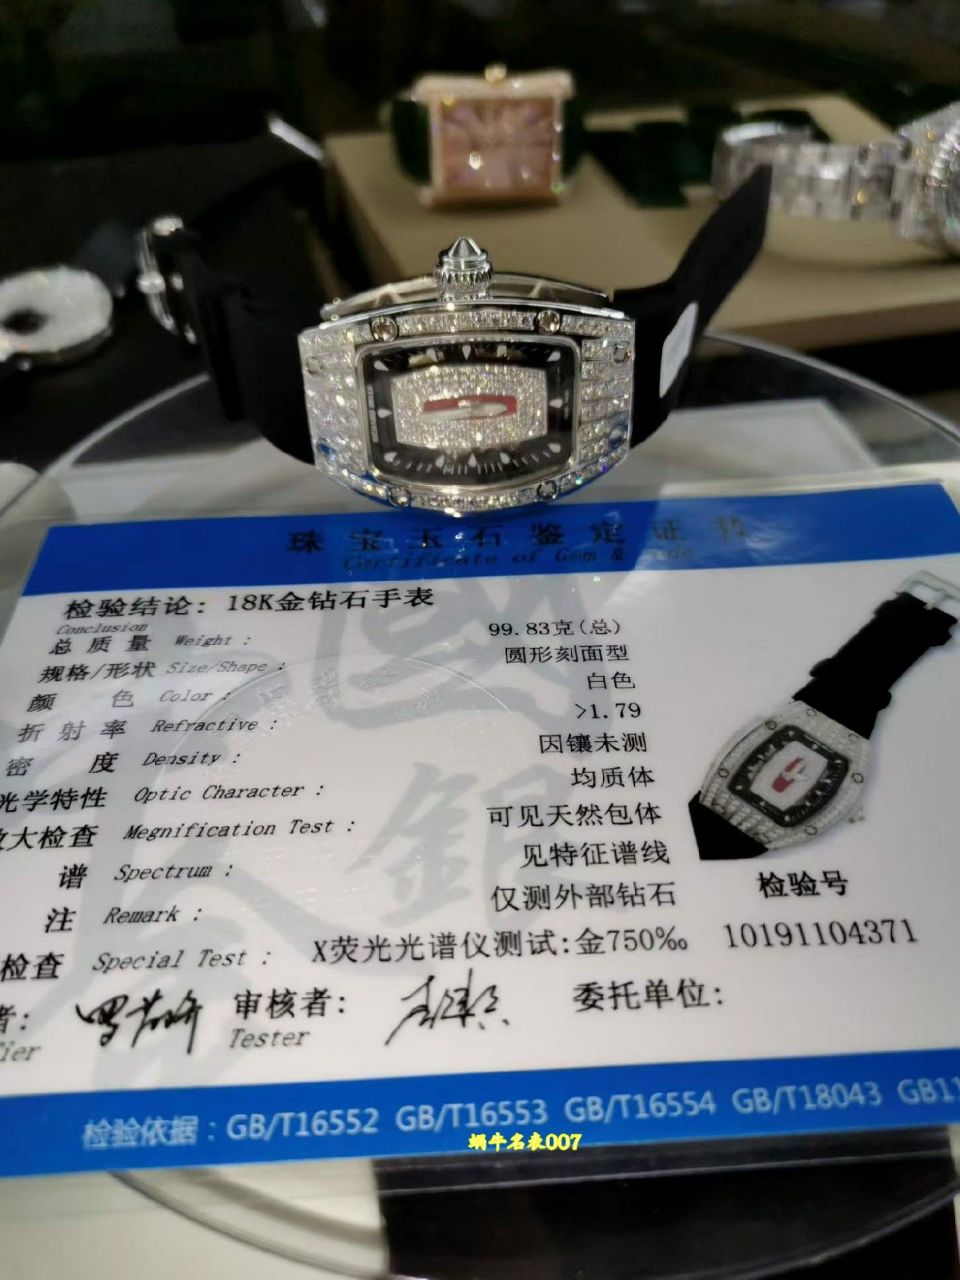 珠宝玉石鉴定证书
Certificate of Gem & Jade
检验结论: 18K金钻石手表
Conclusion
总质量 Weight : 99.83克(总)
规格/形状 Size/Shape : 圆形刻面型
颜色 Color : 白色
折射率 Refractive : >1.79
密度 Density : 因镶未测
光学特性 Optic Character : 均质体
放大检查 Megnification Test : 可见天然包体
谱 Spectrum : 见特征谱线
注 Remark : 仅测外部钻石
检查 Special Test : X荧光光谱仪测试:金750‰
检验号
10191104371
者: 审核者: 委托单位:
Tester
检验依据: GB/T16552 GB/T16553 GB/T16554 GB/T18043 GB11
蜗牛名表007
國
銀